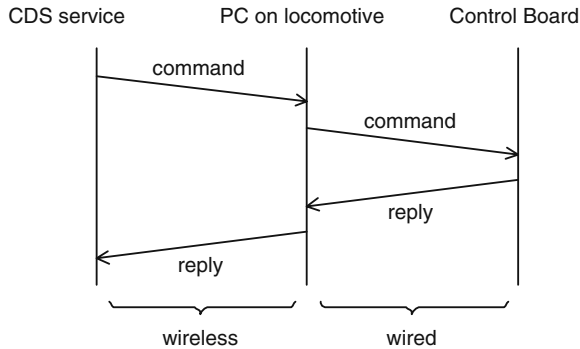 CDS service
PC on locomotive
Control Board
command
command
reply
reply
wireless
wired